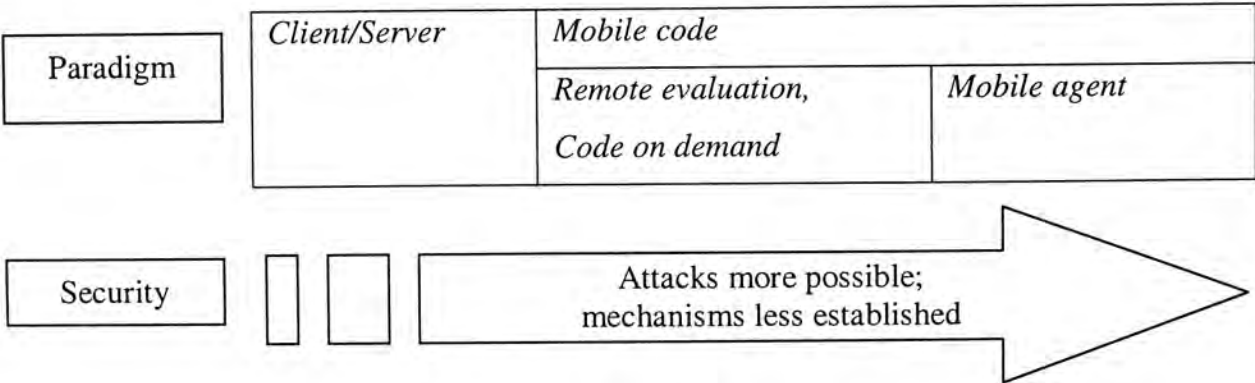 Paradigm
Client/Server
Mobile code
Remote evaluation,
Code on demand
Mobile agent
Security
Attacks more possible;
mechanisms less established